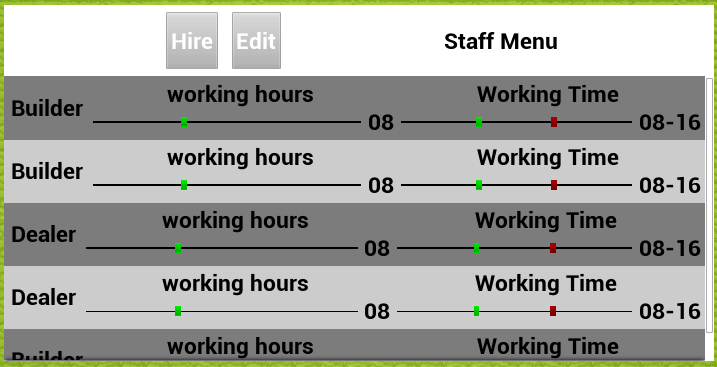 Hire Edit Staff Menu
working hours Working Time
Builder 08 08-16
working hours Working Time
Builder 08 08-16
working hours Working Time
Dealer 08 08-16
working hours Working Time
Dealer 08 08-16
working hours Working Time
Builder